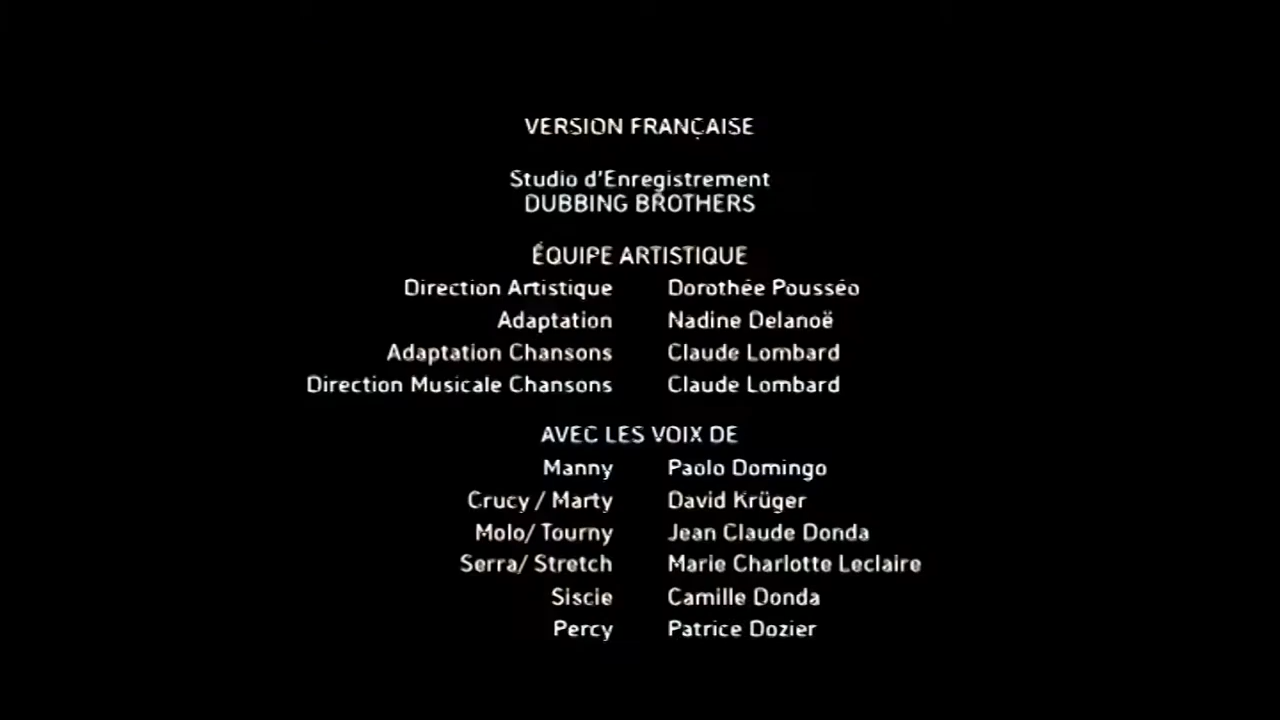 VERSION FRANÇAISE
Studio d'Enregistrement
DUBBING BROTHERS
ÉQUIPE ARTISTIQUE
Direction Artistique Dorothée Pousséo
Adaptation Nadine Delanoë
Adaptation Chansons Claude Lombard
Direction Musicale Chansons Claude Lombard
AVEC LES VOIX DE
Manny Paolo Domingo
Crucy / Marty David Krüger
Molo/ Tourny Jean Claude Donda
Serra/ Stretch Marie Charlotte Leclaire
Siscie Camille Donda
Percy Patrice Dozier